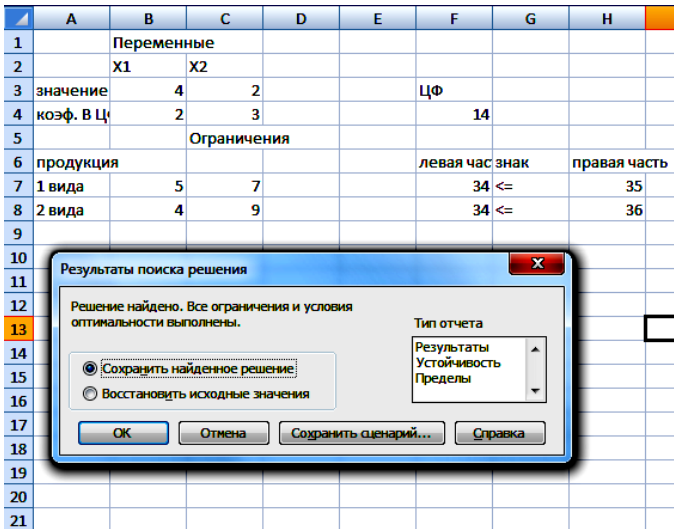 A B C D E F G H
1 Переменные
2 X1 X2
3 значение 4 2 ЦФ
4 коэф. В Ц 2 3 14
5 Ограничения
6 продукция левая час знак правая часть
7 1 вида 5 7 34 <= 35
8 2 вида 4 9 34 <= 36
9
10
Результаты поиска решения
11
12
Решение найдено. Все ограничения и условия
оптимальности выполнены.
Тип отчета
13
14
Результаты
Устойчивость
Пределы
Сохранить найденное решение
15
16
Восстановить исходные значения
17
ОК Отмена Сохранить сценарий... Справка
18
19
20
21